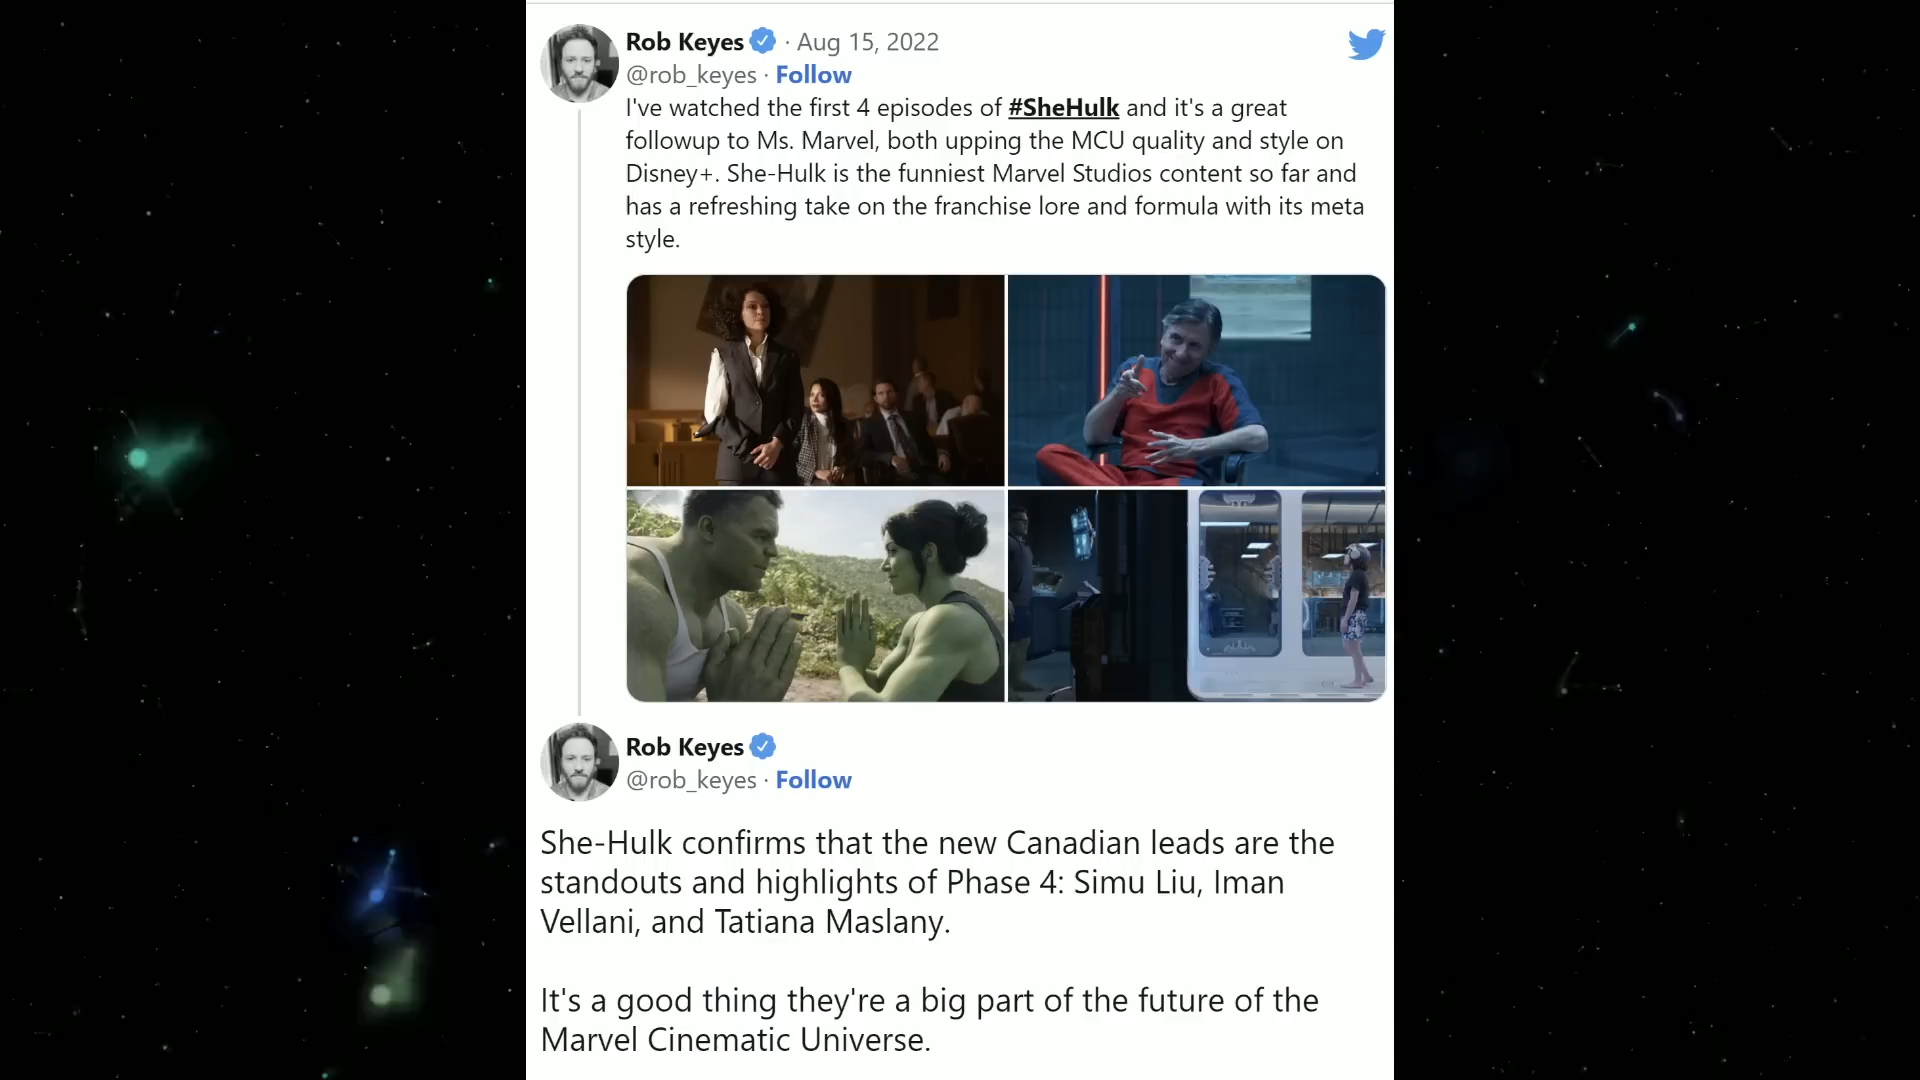 Rob Keyes · Aug 15, 2022
@rob_keyes · Follow
I've watched the first 4 episodes of #SheHulk and it's a great
followup to Ms. Marvel, both upping the MCU quality and style on
Disney+. She-Hulk is the funniest Marvel Studios content so far and
has a refreshing take on the franchise lore and formula with its meta
style.
Rob Keyes
@rob_keyes · Follow
She-Hulk confirms that the new Canadian leads are the
standouts and highlights of Phase 4: Simu Liu, Iman
Vellani, and Tatiana Maslany.
It's a good thing they're a big part of the future of the
Marvel Cinematic Universe.